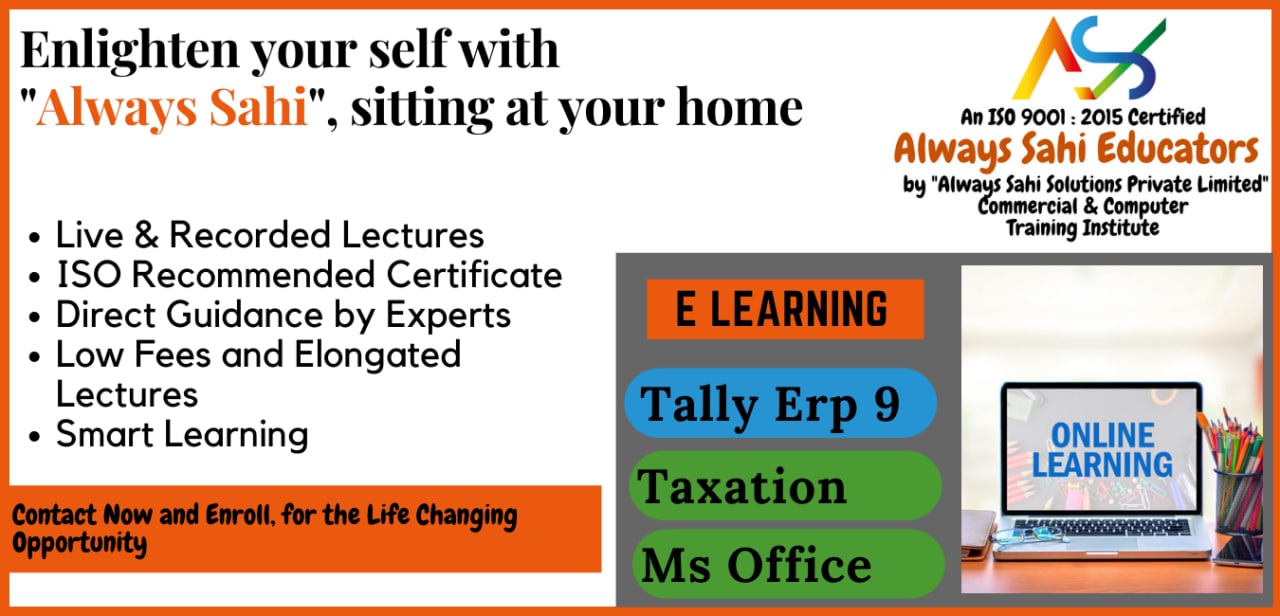 Enlighten your self with
"Always Sahi", sitting at your home
An ISO 9001 : 2015 Certified
Always Sahi Educators
by "Always Sahi Solutions Private Limited"
Commercial & Computer
Training Institute
• Live & Recorded Lectures
• ISO Recommended Certificate
• Direct Guidance by Experts
• Low Fees and Elongated
Lectures
• Smart Learning
Contact Now and Enroll, for the Life Changing
Opportunity
E LEARNING
Tally Erp 9
Taxation
Ms Office
ONLINE
LEARNING